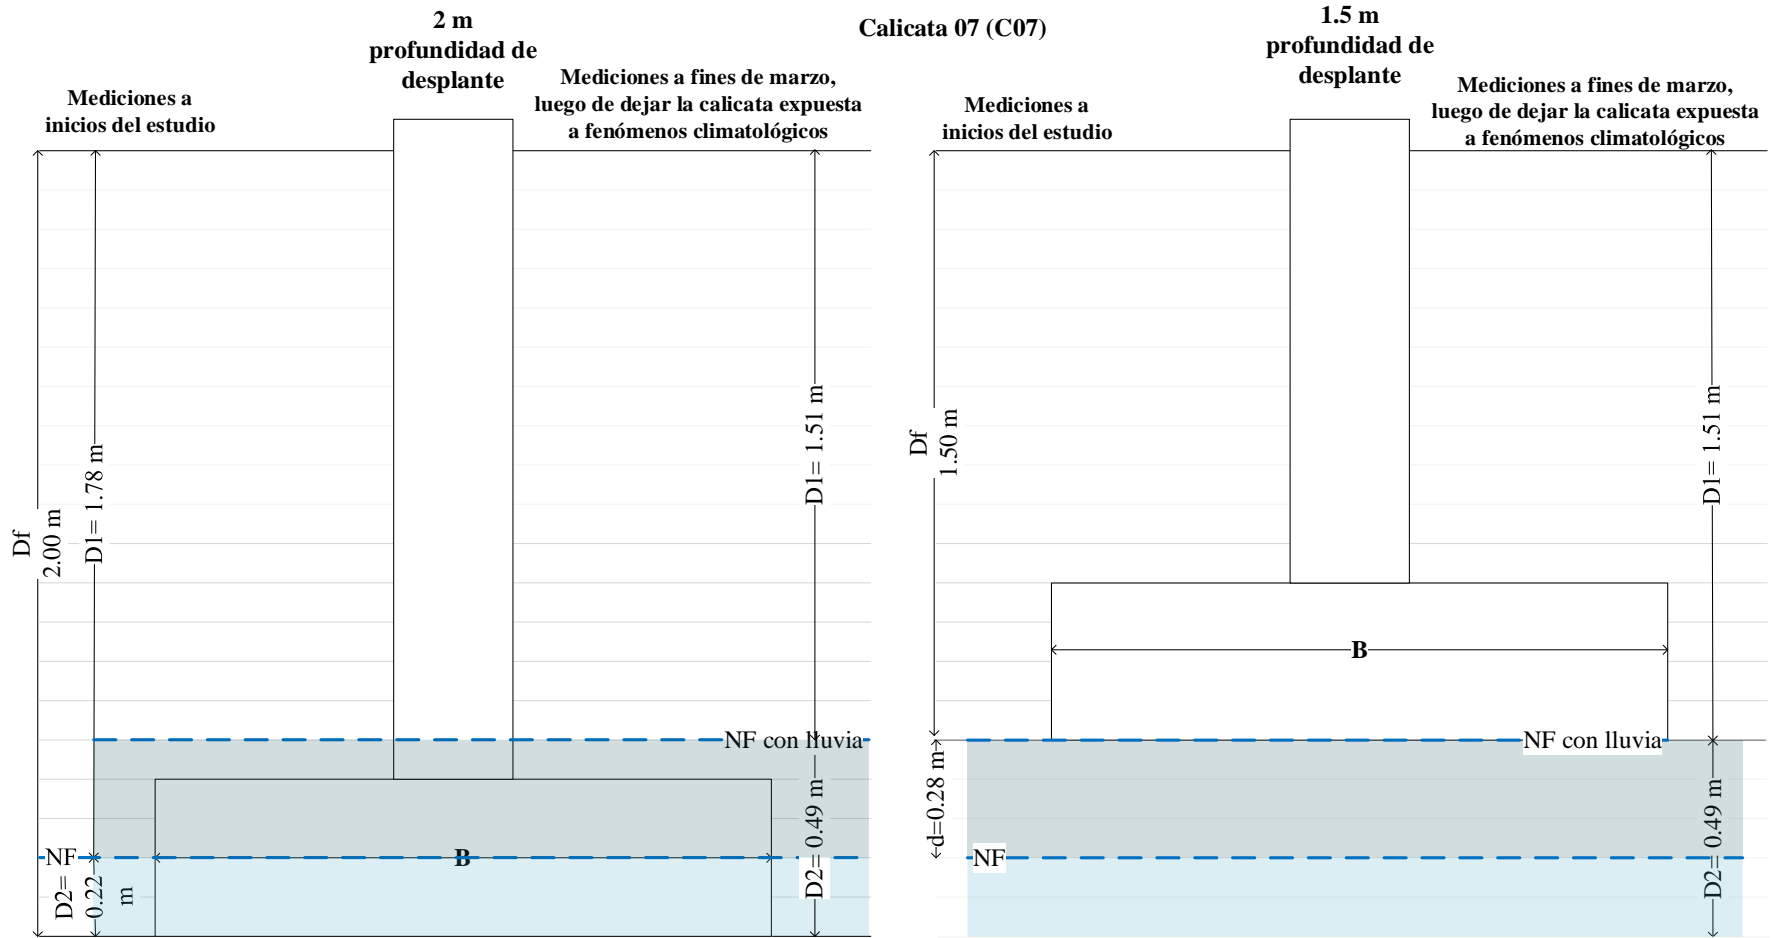 Calicata 07 (C07)
2 m
profundidad de
desplante
Mediciones a
inicios del estudio
Mediciones a fines de marzo,
luego de dejar la calicata expuesta
a fenómenos climatológicos
Df
2.00 m
D1= 1.78 m
D1= 1.51 m
NF con lluvia
NF
B
D2=
0.22
m
D2= 0.49 m
1.5 m
profundidad de
desplante
Mediciones a
inicios del estudio
Mediciones a fines de marzo,
luego de dejar la calicata expuesta
a fenómenos climatológicos
Df
1.50 m
D1= 1.51 m
B
NF con lluvia
d=0.28 m
NF
D2= 0.49 m